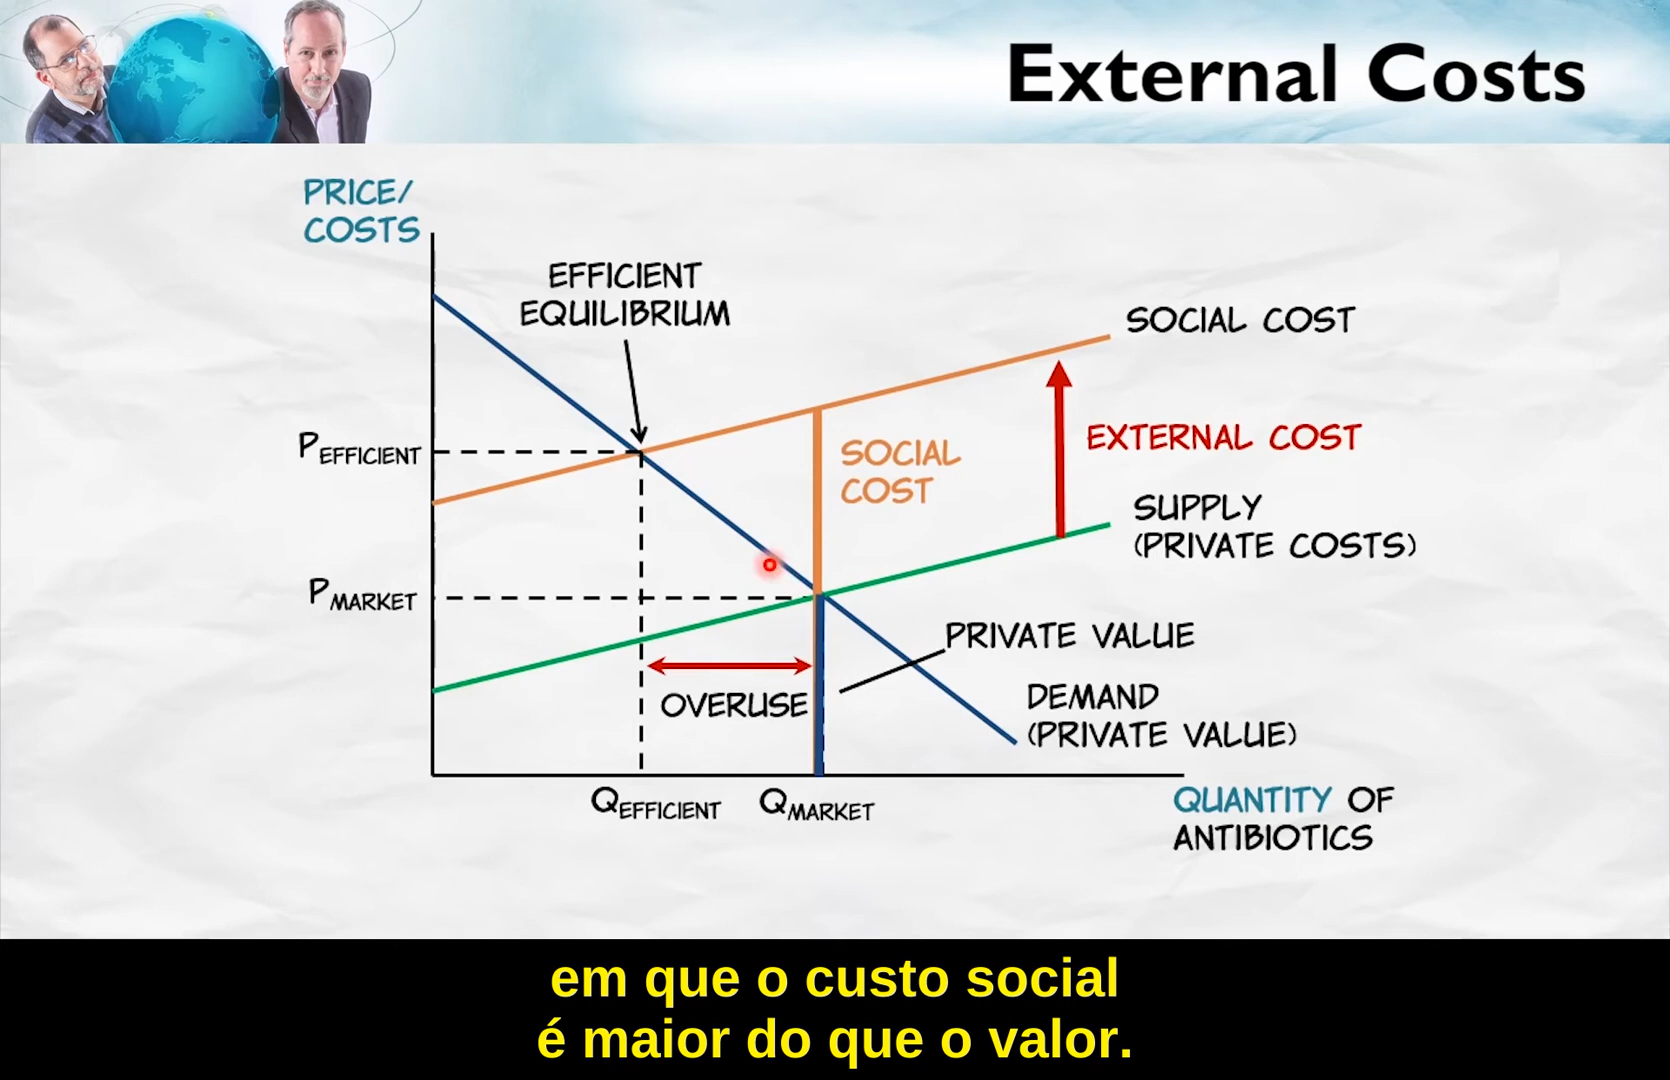 External Costs
PRICE/
COSTS
EFFICIENT
EQUILIBRIUM
SOCIAL COST
PEFFICIENT
SOCIAL
COST
EXTERNAL COST
SUPPLY
(PRIVATE COSTS)
PMARKET
PRIVATE VALUE
OVERUSE
DEMAND
(PRIVATE VALUE)
QEFFICIENT
QMARKET
QUANTITY OF
ANTIBIOTICS
em que o custo social
é maior do que o valor.